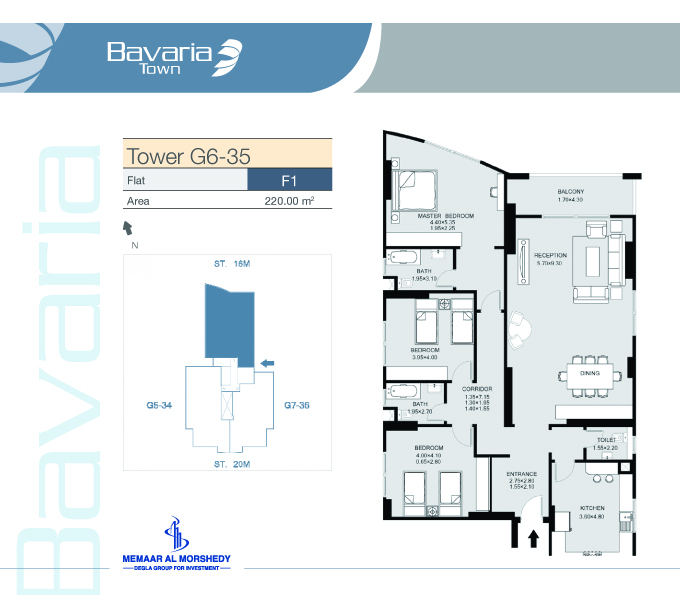 Bavaria
Town
Bavaria
Tower G6-35
Flat
F1
Area
220.00 m²
N
ST. 16M
G5-34
G7-36
ST. 20M
MEMAAR AL MORSHEDY
DEGLA GROUP FOR INVESTMENT
BALCONY
1.70×4.30
MASTER BEDROOM
4.40×5.35
1.95×2.25
RECEPTION
5.70×9.30
BATH
1.95×3.10
BEDROOM
3.05×4.00
DINING
CORRIDOR
1.35×7.15
1.30×1.05
1.40×1.55
BATH
1.95×2.70
BEDROOM
4.00×4.10
0.65×2.80
TOILET
1.55×2.20
ENTRANCE
2.75×2.80
1.55×2.10
KITCHEN
3.60×4.80